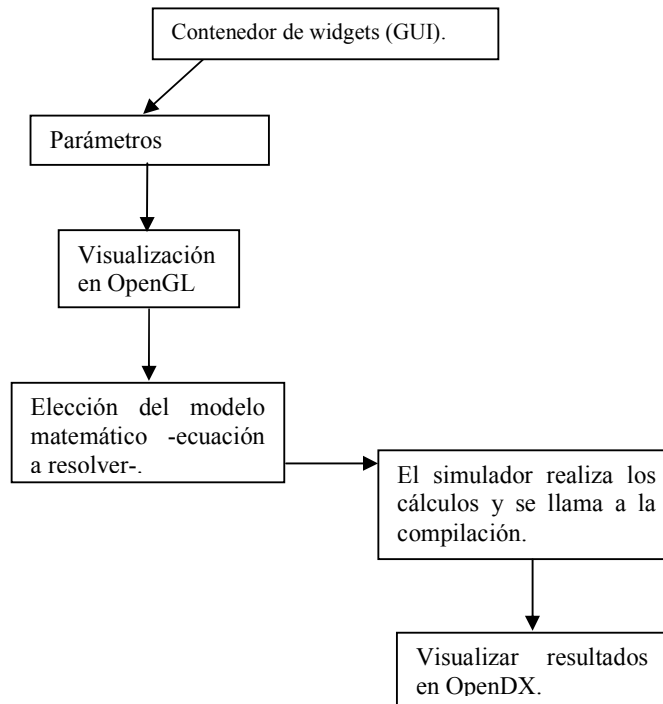 Contenedor de widgets (GUI).
Parámetros
Visualización
en OpenGL
Elección del modelo
matemático -ecuación
a resolver-.
El simulador realiza los
cálculos y se llama a la
compilación.
Visualizar resultados
en OpenDX.